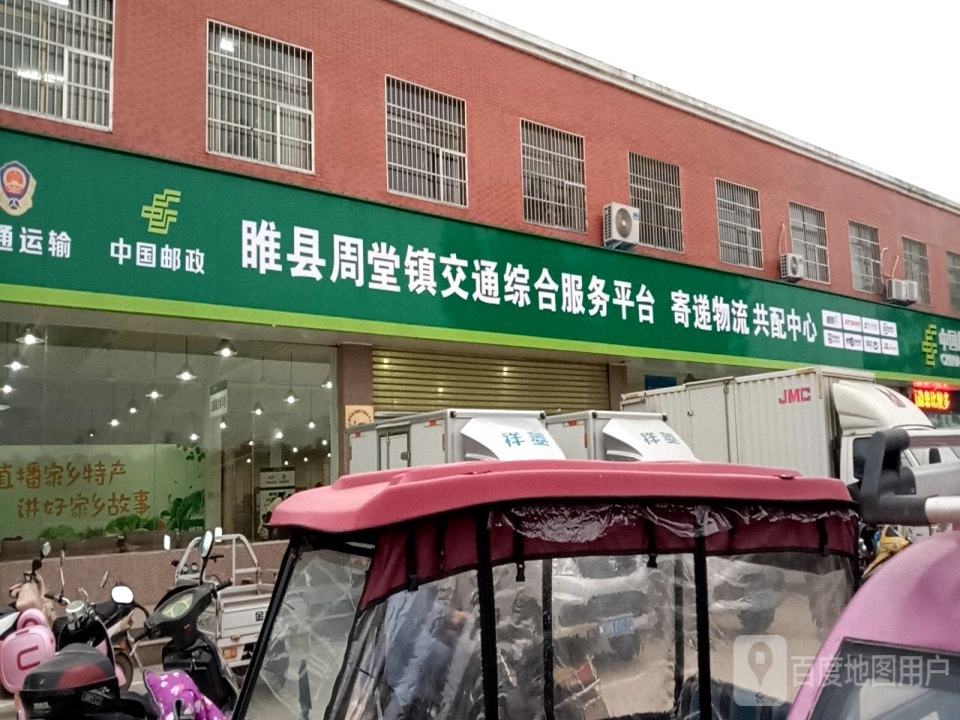 通运输
中国邮政
睢县周堂镇交通综合服务平台 寄递物流 共配中心
JMC
祥菱
祥菱
直播家乡特产
讲好家乡故事
百度地图用户